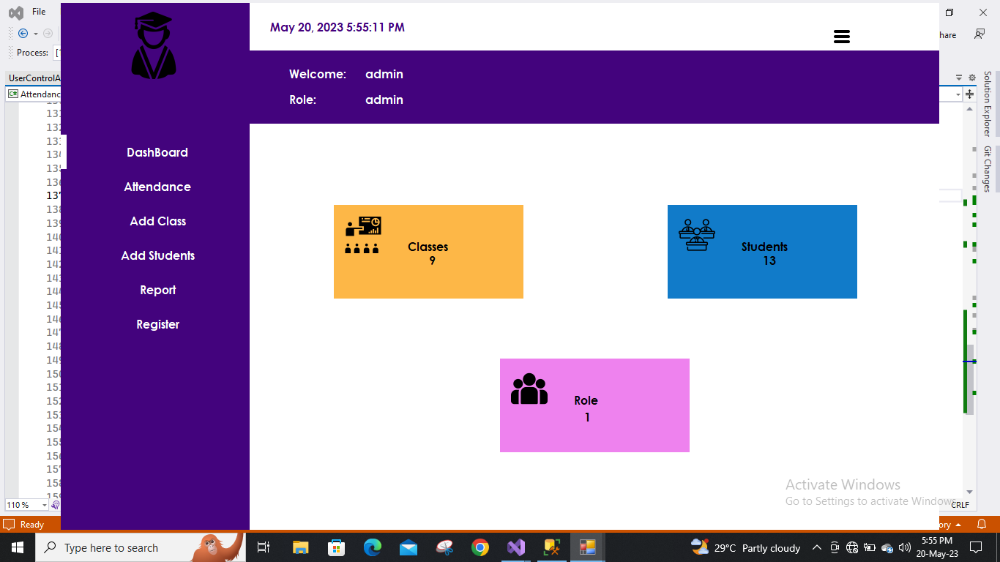 File
May 20, 2023 5:55:11 PM
hare
Process:
Welcome: admin
Role: admin
UserControlA
C# Attendanc
Solution Explorer
Git Changes
131
132
133
134
135
136
137
138
139
140
141
142
143
144
145
146
147
148
149
150
151
152
153
154
155
156
157
158
159
DashBoard
Attendance
Add Class
Add Students
Report
Register
Classes
9
Students
13
Role
1
Activate Windows
Go to Settings to activate Windows.
110 %
CRLF
Ready
ory
Type here to search
29°C Partly cloudy
5:55 PM
20-May-23